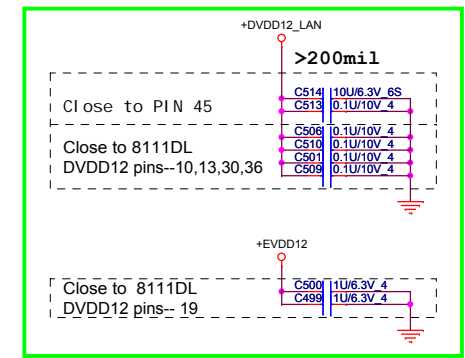 +DVDD12_LAN
>200mil
C514 10U/6.3V_6S
Close to PIN 45
C513 0.1U/10V_4
C506 0.1U/10V_4
Close to 8111DL
C510 0.1U/10V_4
C501 0.1U/10V_4
DVDD12 pins--10,13,30,36
C509 0.1U/10V_4
+EVDD12
Close to 8111DL
C500 1U/6.3V_4
DVDD12 pins-- 19
C499 1U/6.3V_4